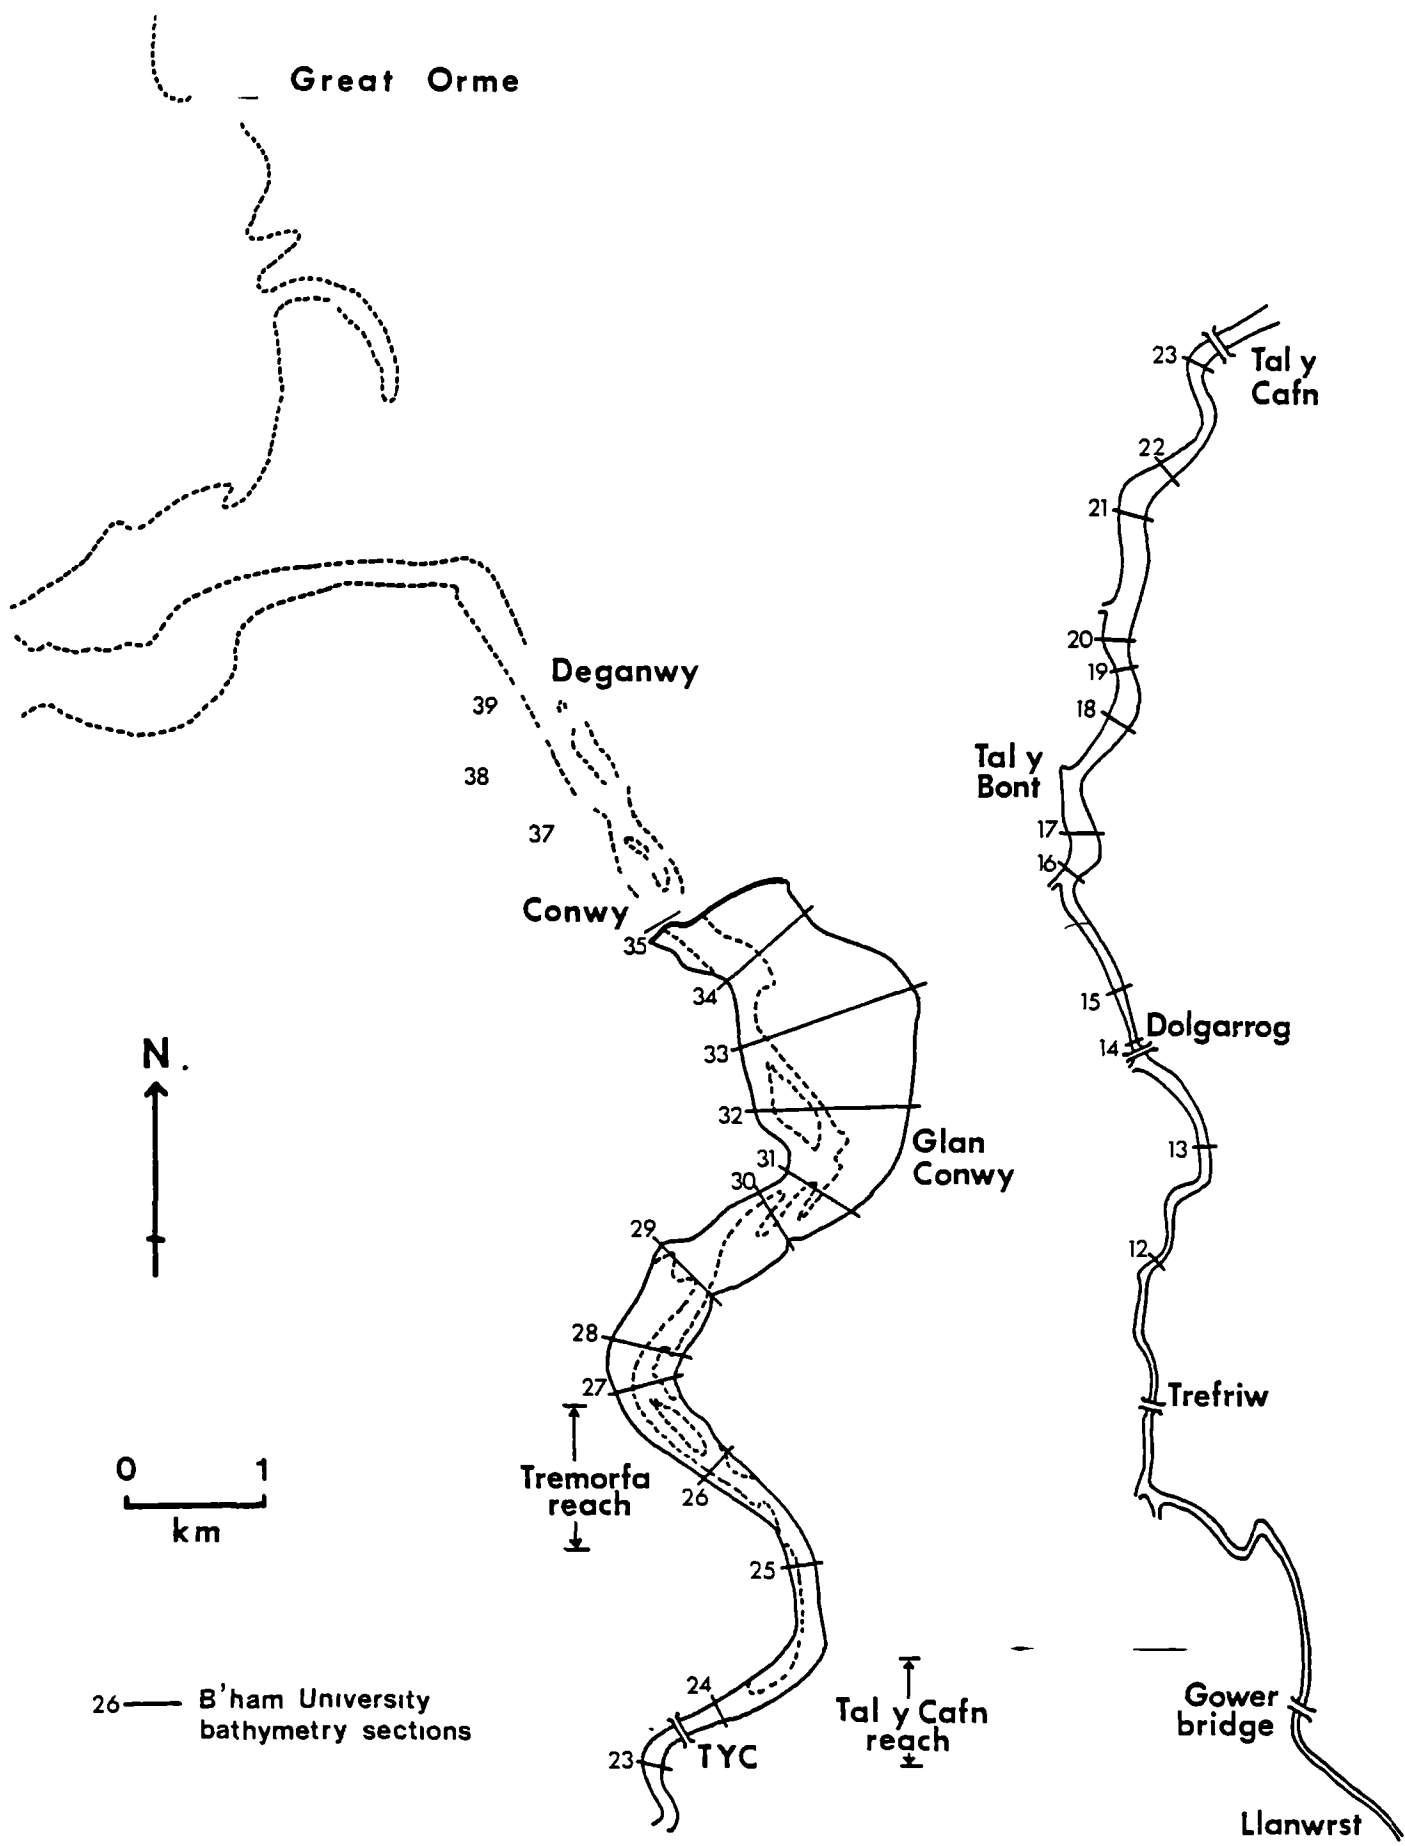 Great Orme
Deganwy
39
38
37
Conwy
35
34
33
32
31
30
29
28
27
26
25
24
23
Glan
Conwy
N.
0 1
km
Tremorfa
reach
TYC
Tal y Cafn
reach
26 B'ham University
bathymetry sections
23
Tal y
Cafn
22
21
20
19
18
Tal y
Bont
17
16
15
14
Dolgarrog
13
12
Trefriw
Gower
bridge
Llanwrst